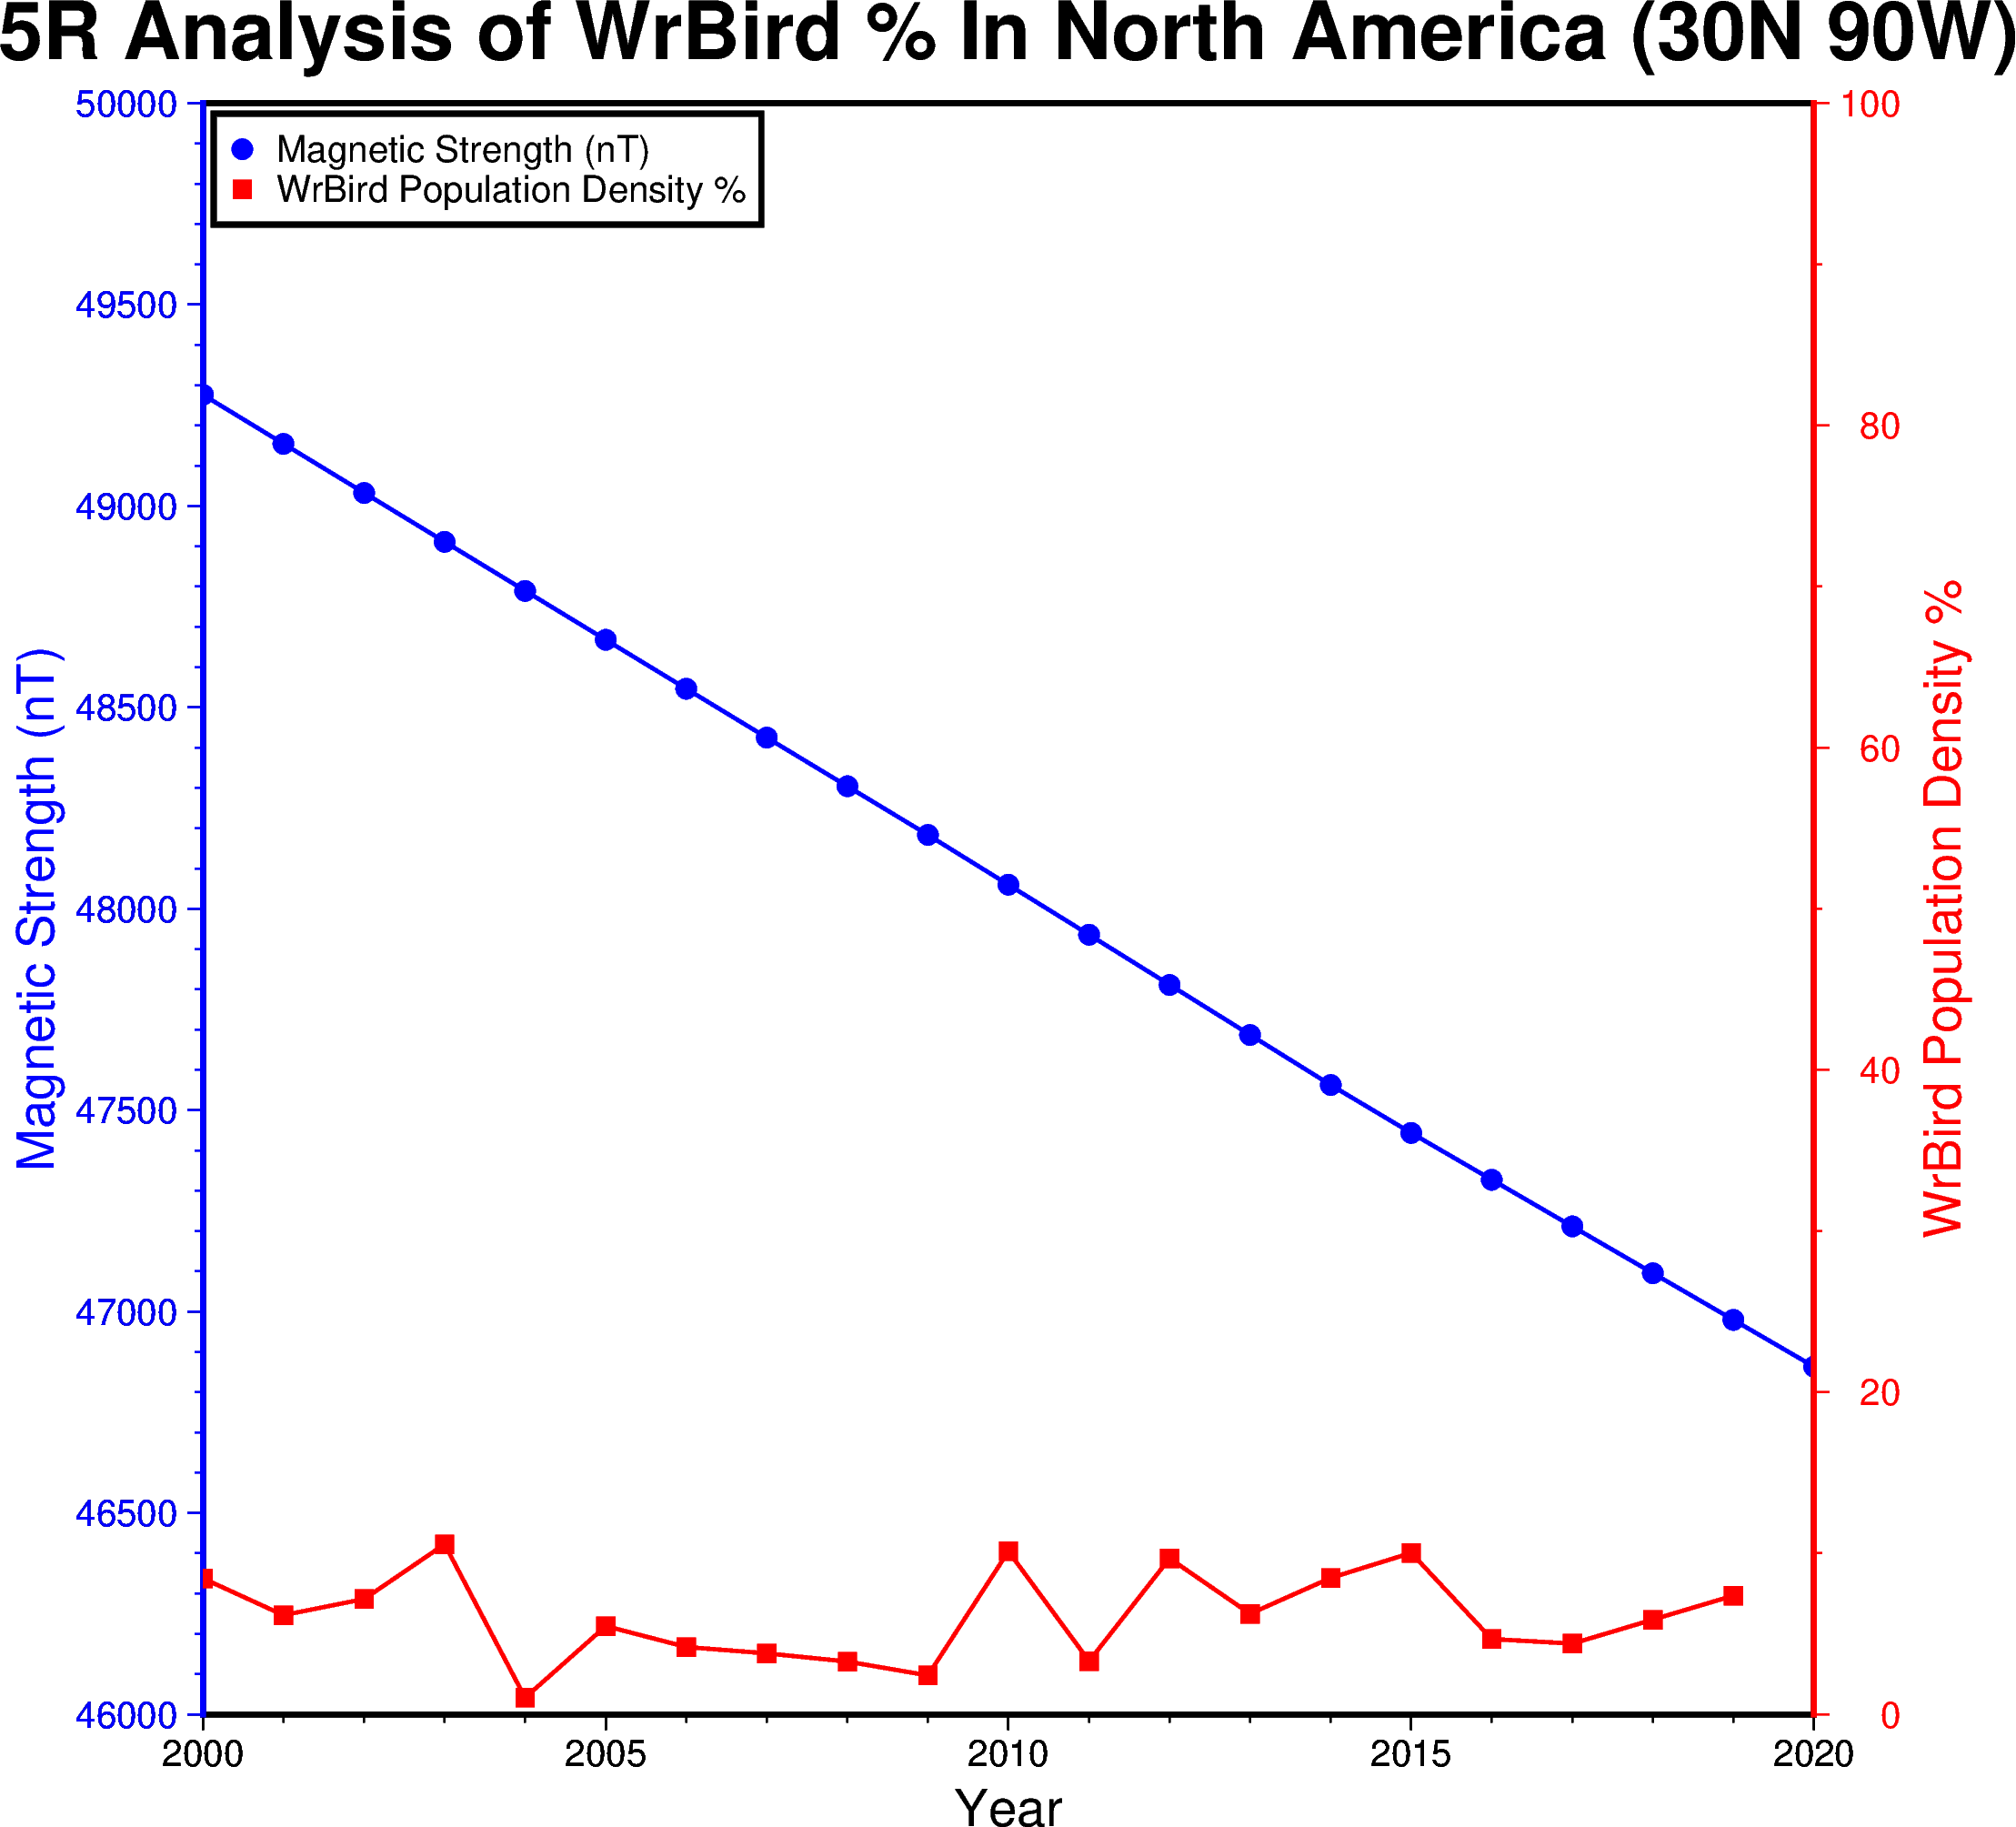 5R Analysis of WrBird % In North America (30N 90W)
Magnetic Strength (nT)
WrBird Population Density %
50000
49500
49000
48500
48000
47500
47000
46500
46000
Magnetic Strength (nT)
100
80
60
40
20
0
WrBird Population Density %
2000 2005 2010 2015 2020
Year